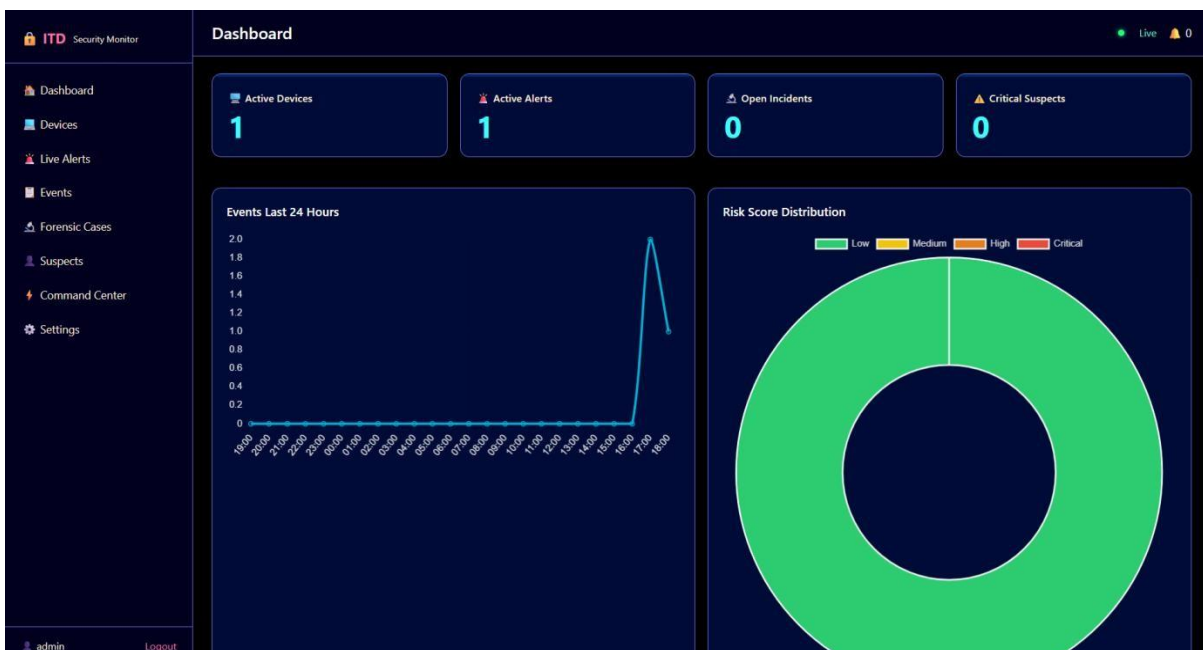 ITD Security Monitor
Dashboard
Live 0
Dashboard
Devices
Live Alerts
Events
Forensic Cases
Suspects
Command Center
Settings
admin Logout
Active Devices
1
Active Alerts
1
Open Incidents
0
Critical Suspects
0
Events Last 24 Hours
2.0
1.8
1.6
1.4
1.2
1.0
0.8
0.6
0.4
0.2
0
19:00 20:00 21:00 22:00 23:00 00:00 01:00 02:00 03:00 04:00 05:00 06:00 07:00 08:00 09:00 10:00 11:00 12:00 13:00 14:00 15:00 16:00 17:00 18:00
Risk Score Distribution
Low Medium High Critical